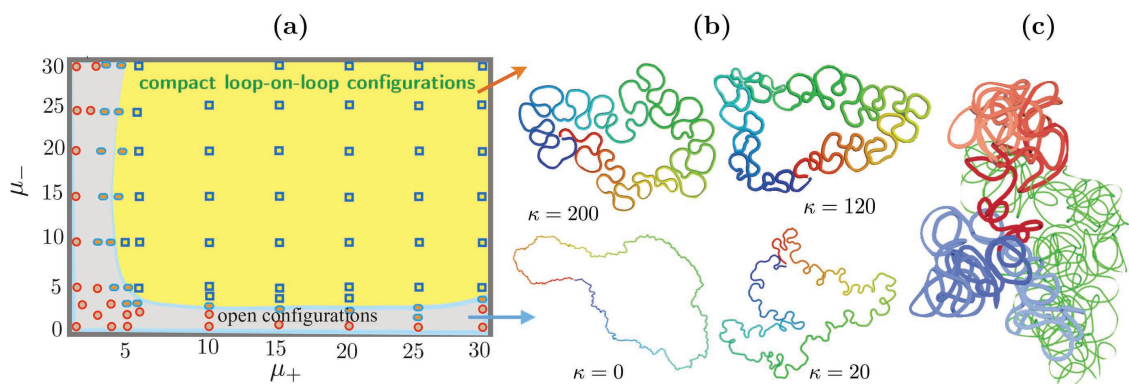 (a)
(b)
(c)
30
25
20
15
10
5
0
μ₋
compact loop-on-loop configurations
open configurations
5
10
15
20
25
30
μ₊
κ = 200
κ = 120
κ = 0
κ = 20